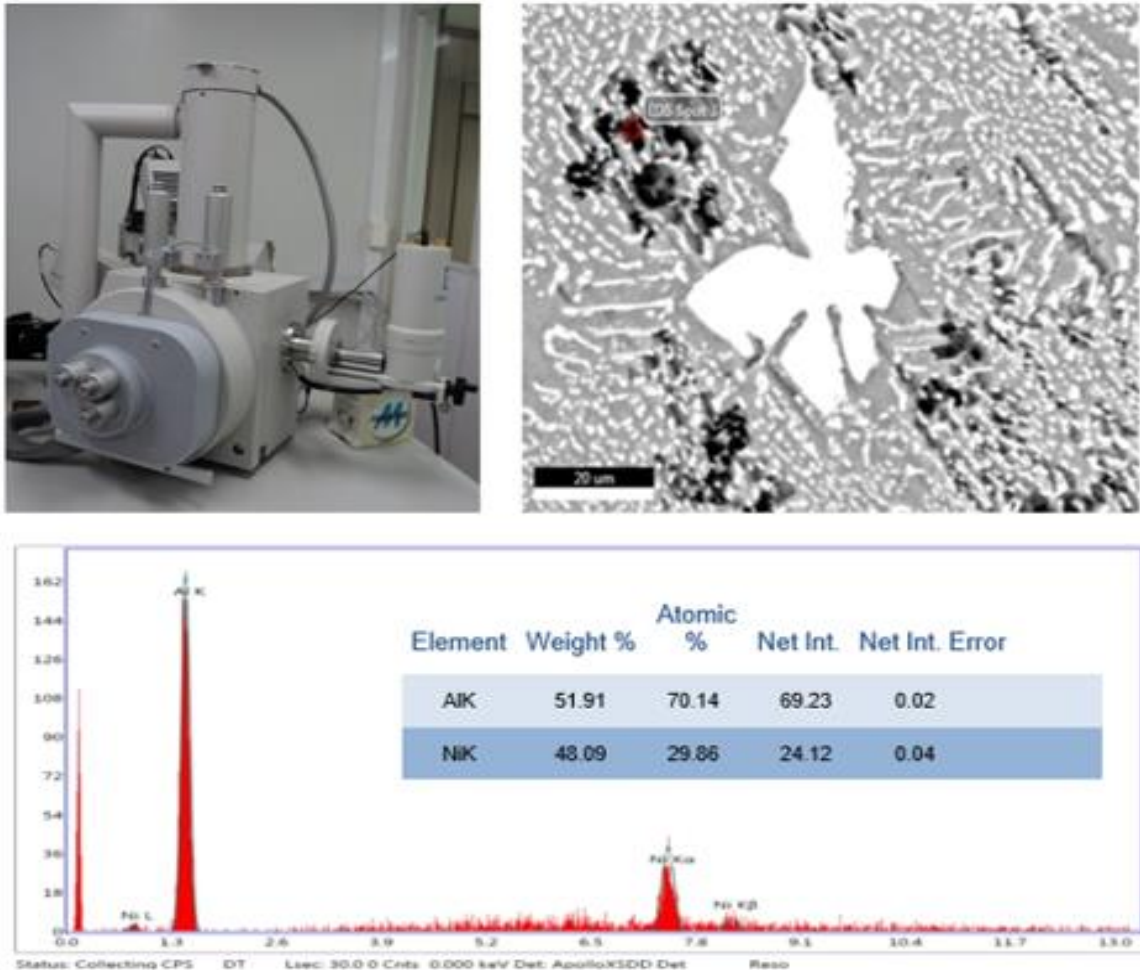 EDS Spot 1
20 um
162
144
126
108
90
72
54
36
18
0
Al K
Ni L
Ni Kα
Ni Kβ
Element Weight % Atomic % Net Int. Net Int. Error
AlK 51.91 70.14 69.23 0.02
NiK 48.09 29.86 24.12 0.04
0.0 1.3 2.6 3.9 5.2 6.5 7.8 9.1 10.4 11.7 13.0
Status: Collecting CPS DT Lsec: 30.0 0 Cnts 0.000 keV Det: ApolloXSDD Det Reso